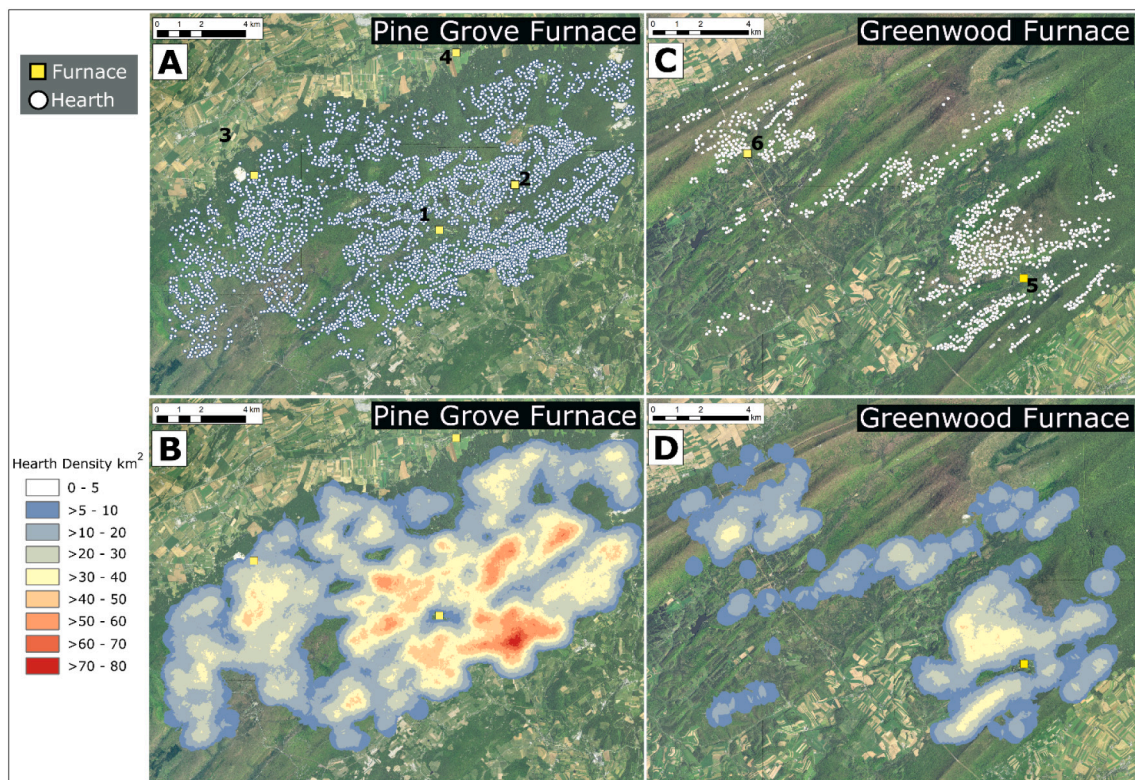 Furnace
Hearth
0 1 2 4 km
Pine Grove Furnace
A
4
3
2
1
0 1 2 4 km
Greenwood Furnace
C
6
5
Hearth Density km²
0 - 5
>5 - 10
>10 - 20
>20 - 30
>30 - 40
>40 - 50
>50 - 60
>60 - 70
>70 - 80
0 1 2 4 km
Pine Grove Furnace
B
0 1 2 4 km
Greenwood Furnace
D